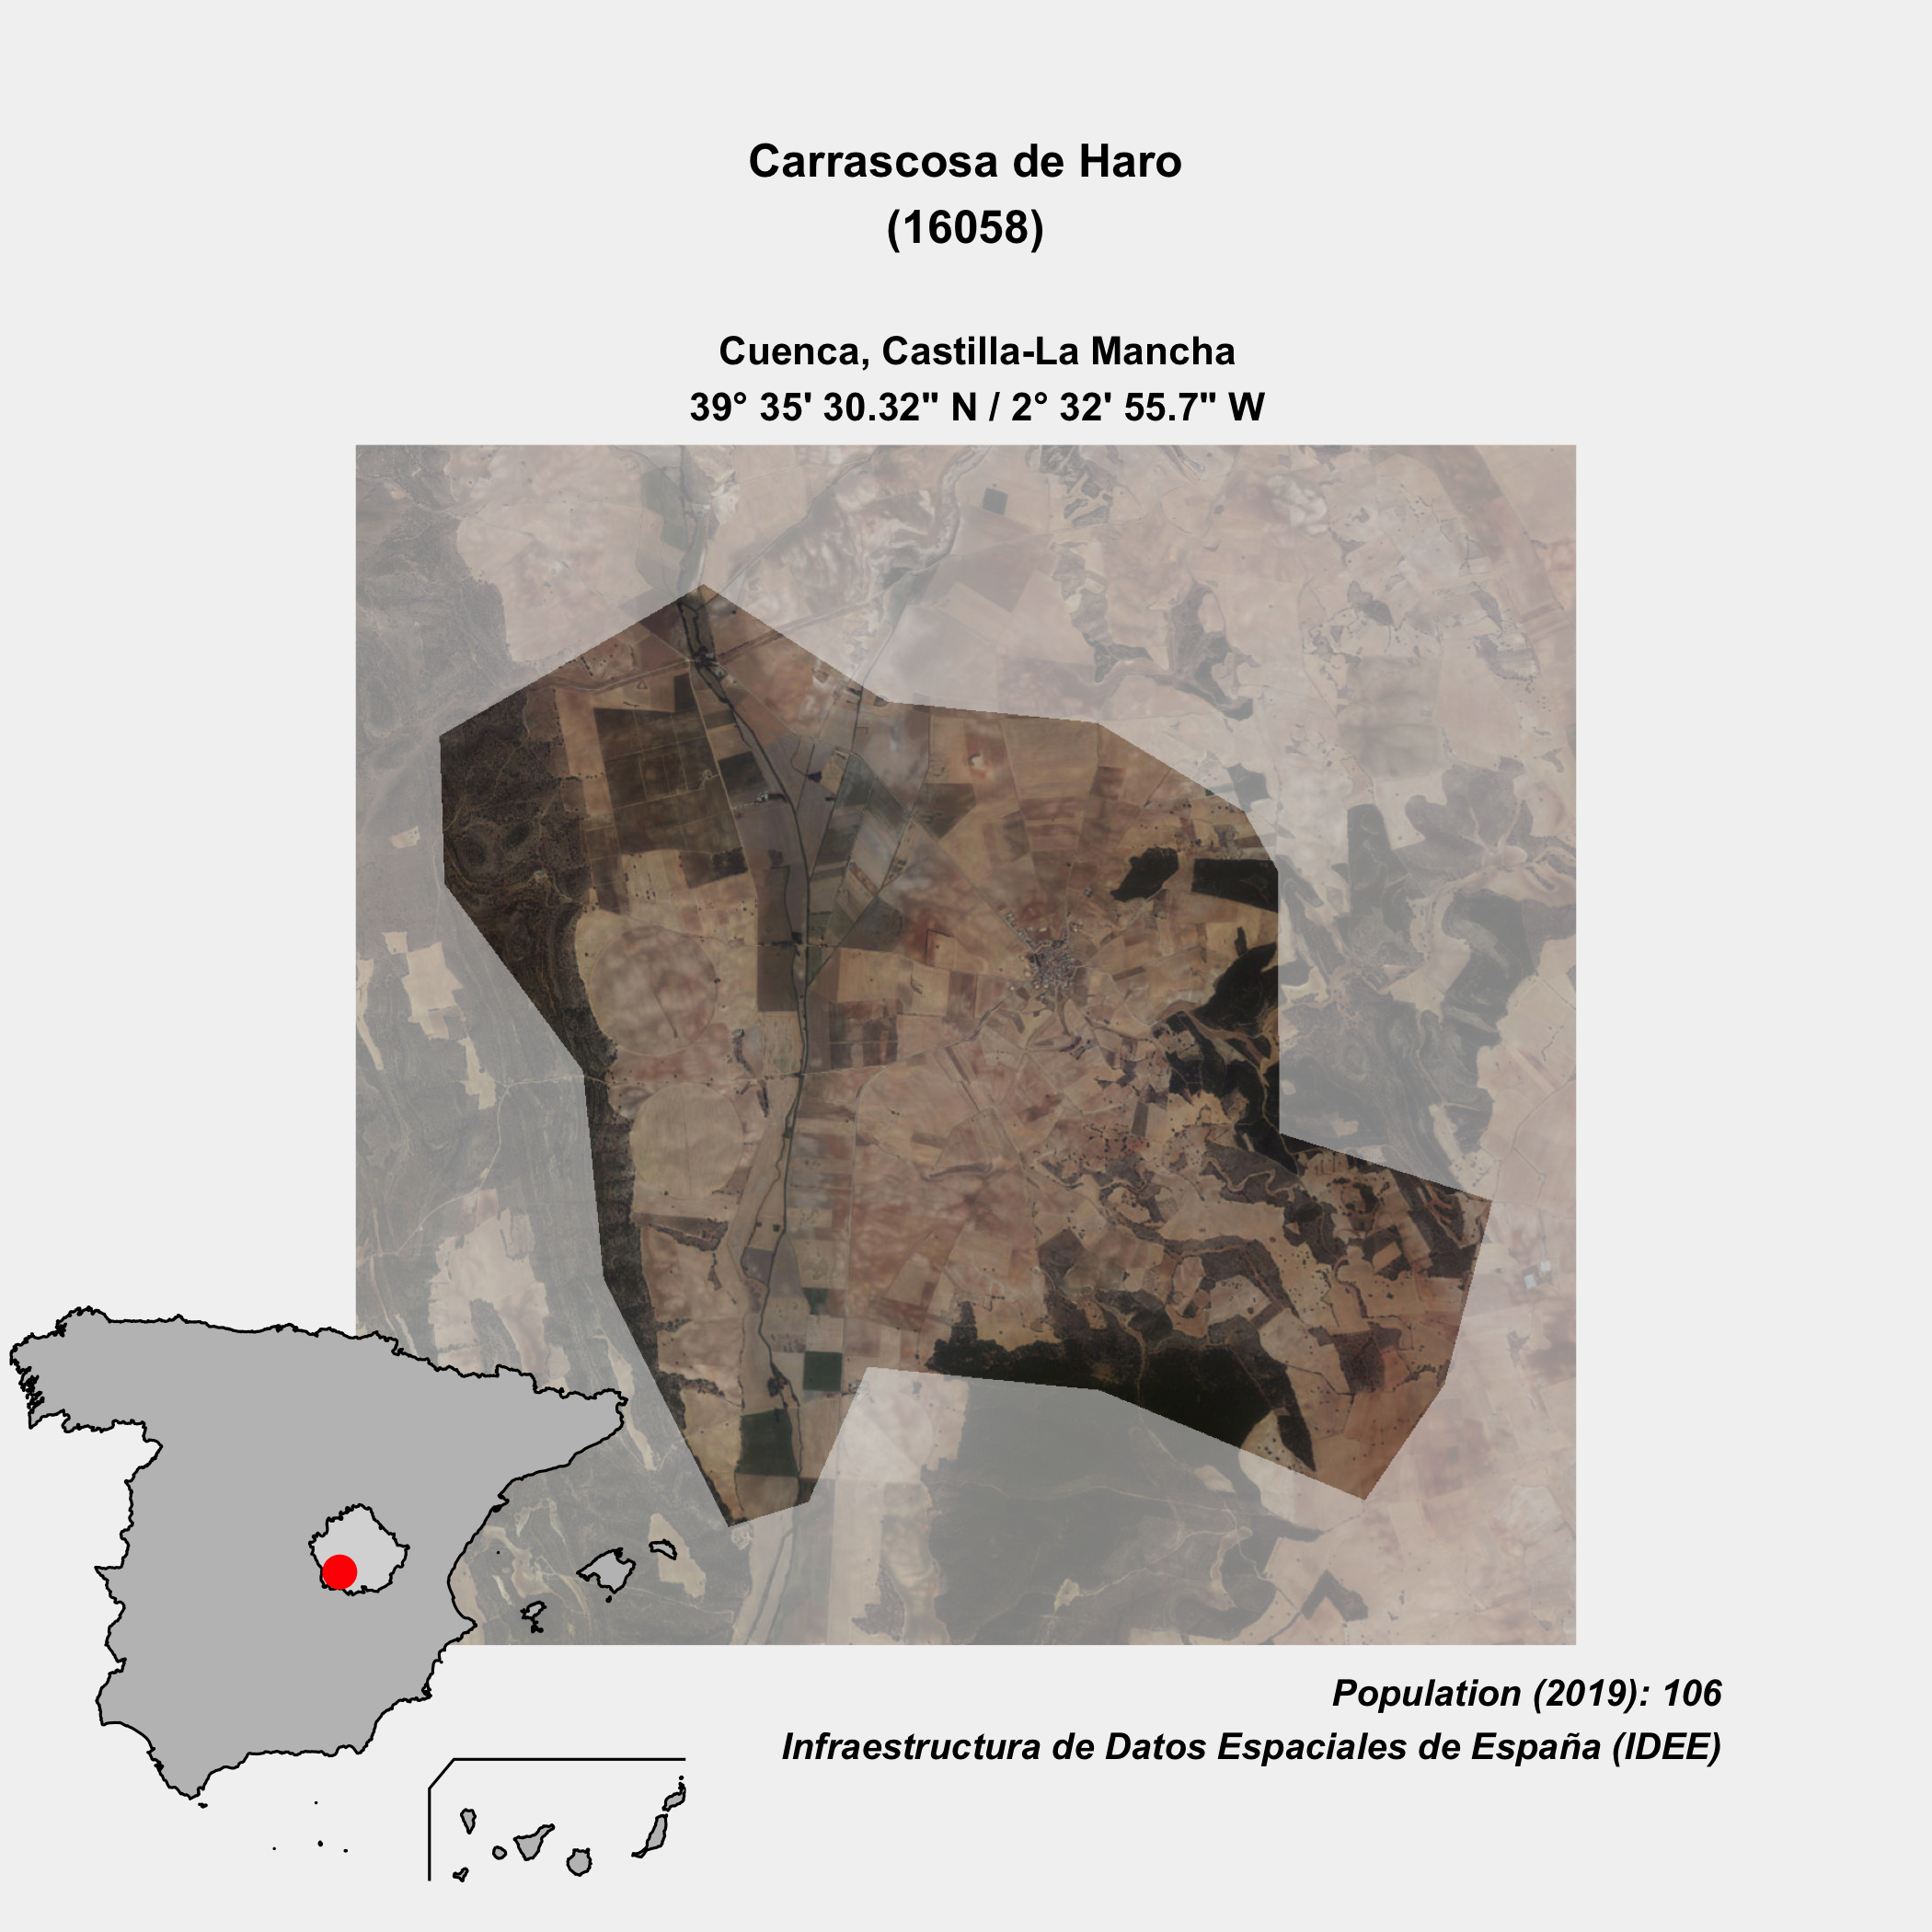 Carrascosa de Haro
(16058)
Cuenca, Castilla-La Mancha
39° 35' 30.32" N / 2° 32' 55.7" W
Population (2019): 106
Infraestructura de Datos Espaciales de España (IDEE)